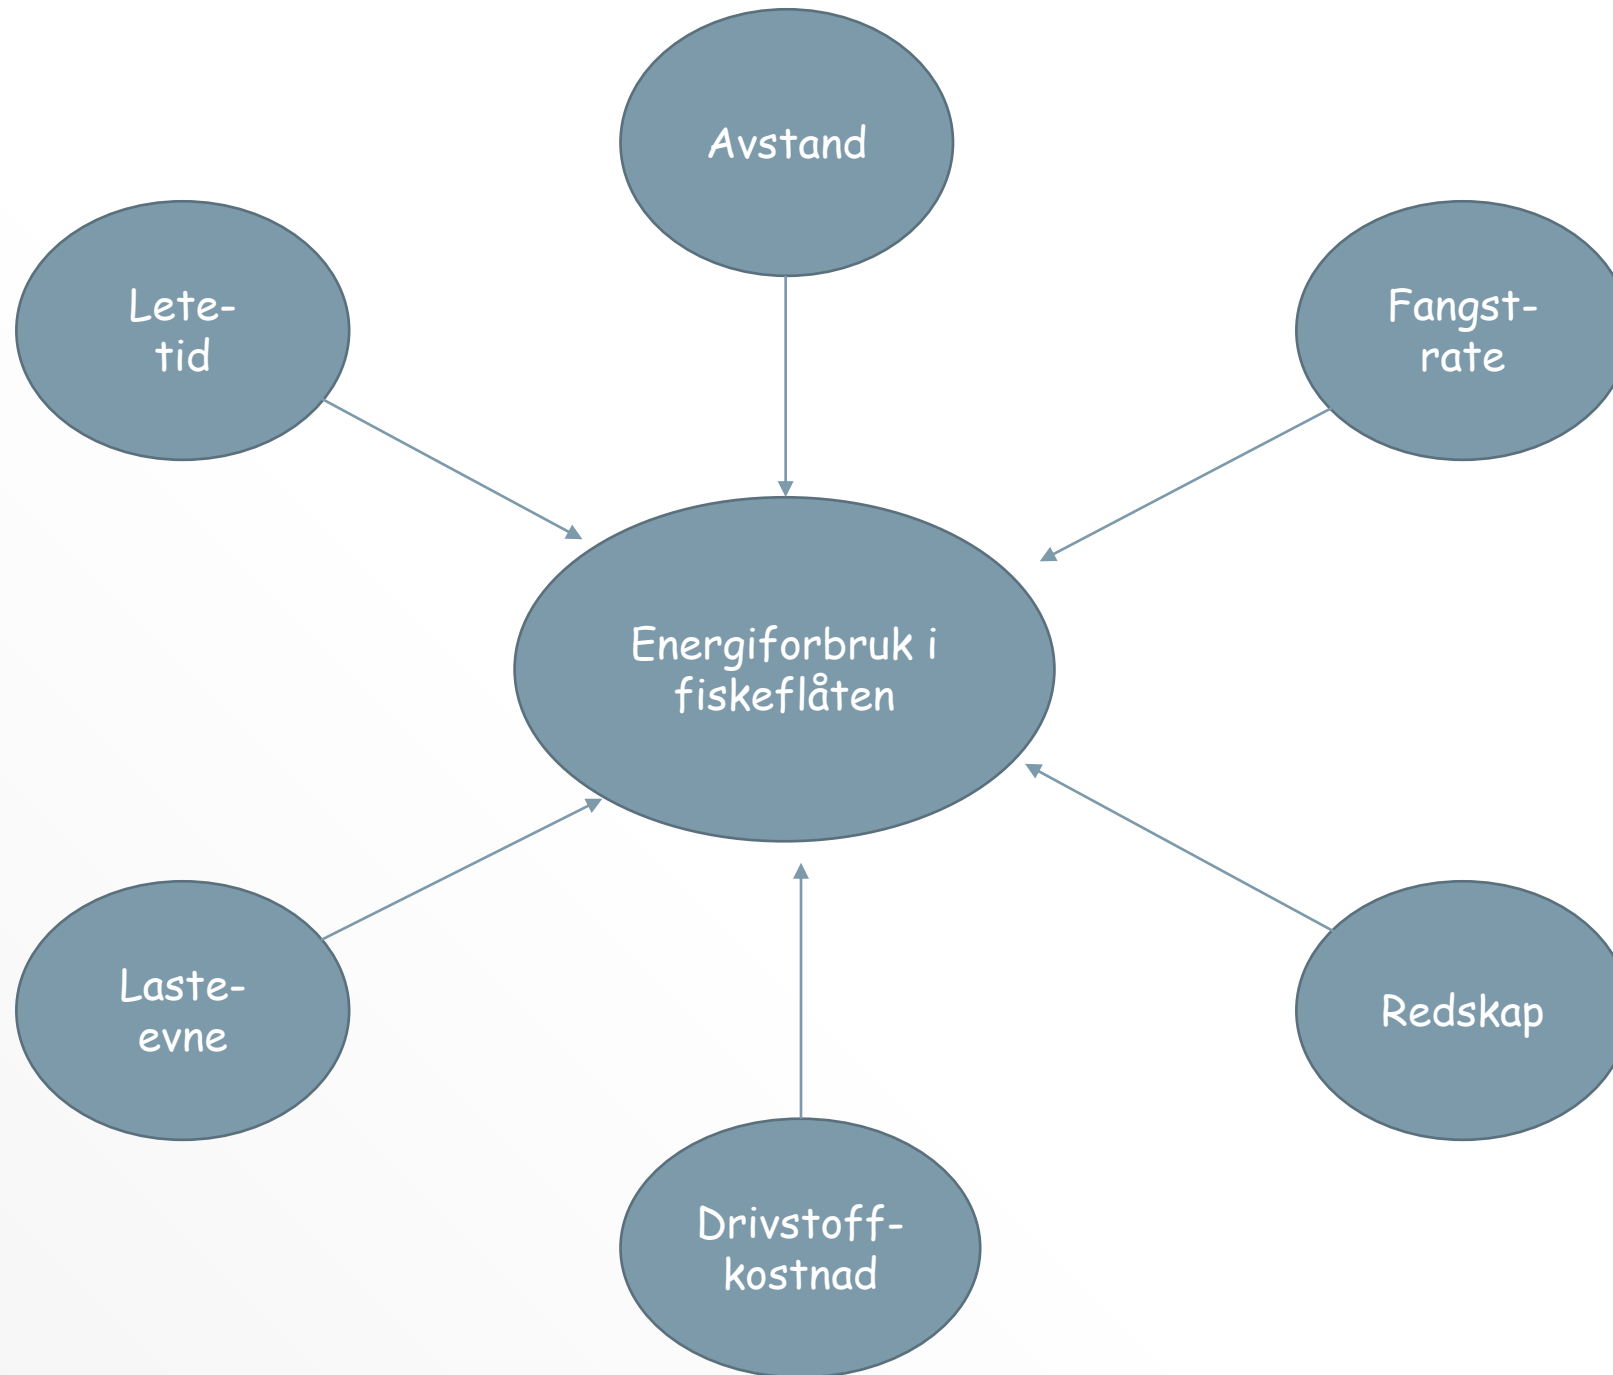 Avstand
Lete-
tid
Fangst-
rate
Energiforbruk i
fiskeflåten
Laste-
evne
Redskap
Drivstoff-
kostnad